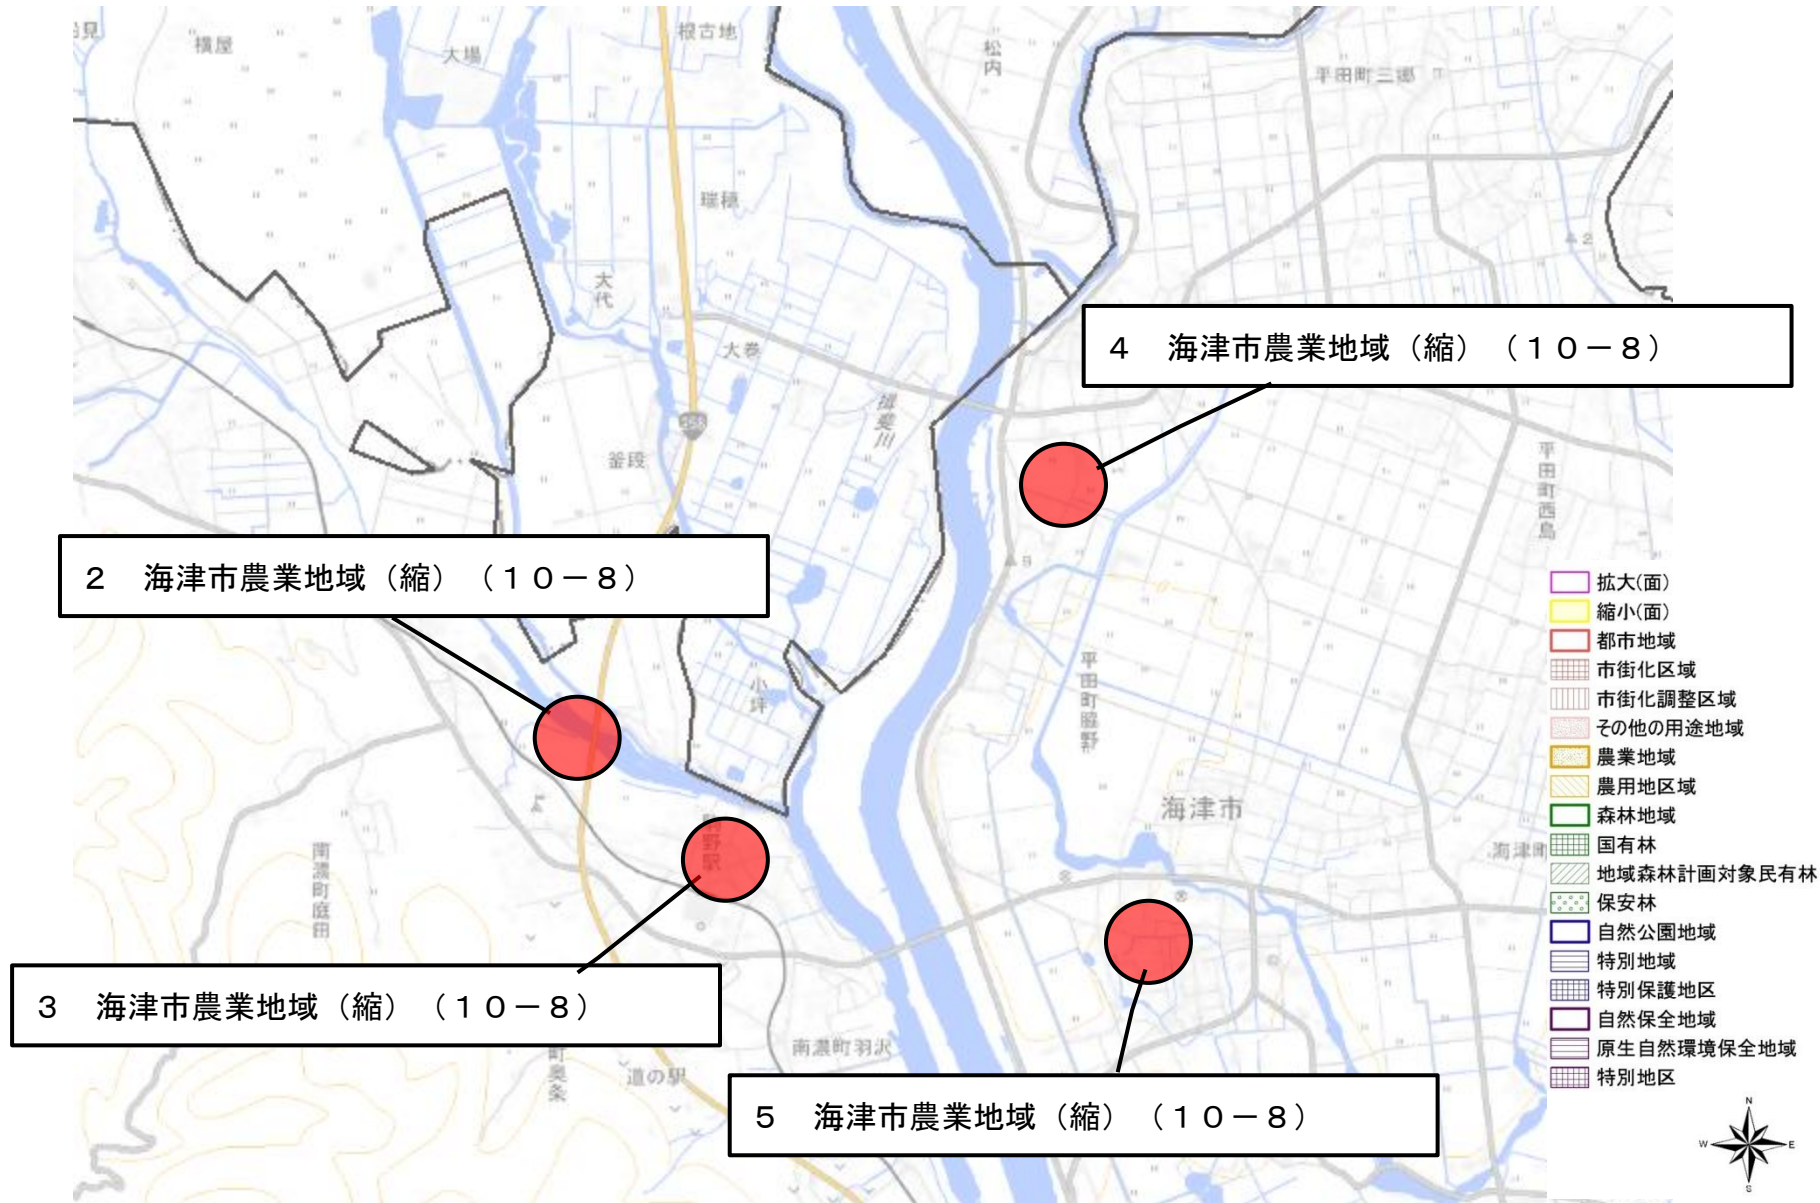 横屋
大場
根古地
松内
平田町三郷
瑞穂
2
大代
大巻
4　海津市農業地域（縮）（１０－８）
揖斐川
258
釜段
平田町西島
9
2　海津市農業地域（縮）（１０－８）
小坪
平田町脇野
海津市
駒野駅
海津町
南濃町庭田
3　海津市農業地域（縮）（１０－８）
町奥条
道の駅
南濃町羽沢
5　海津市農業地域（縮）（１０－８）
拡大(面)
縮小(面)
都市地域
市街化区域
市街化調整区域
その他の用途地域
農業地域
農用地区域
森林地域
国有林
地域森林計画対象民有林
保安林
自然公園地域
特別地域
特別保護地区
自然保全地域
原生自然環境保全地域
特別地区
N
W E
S